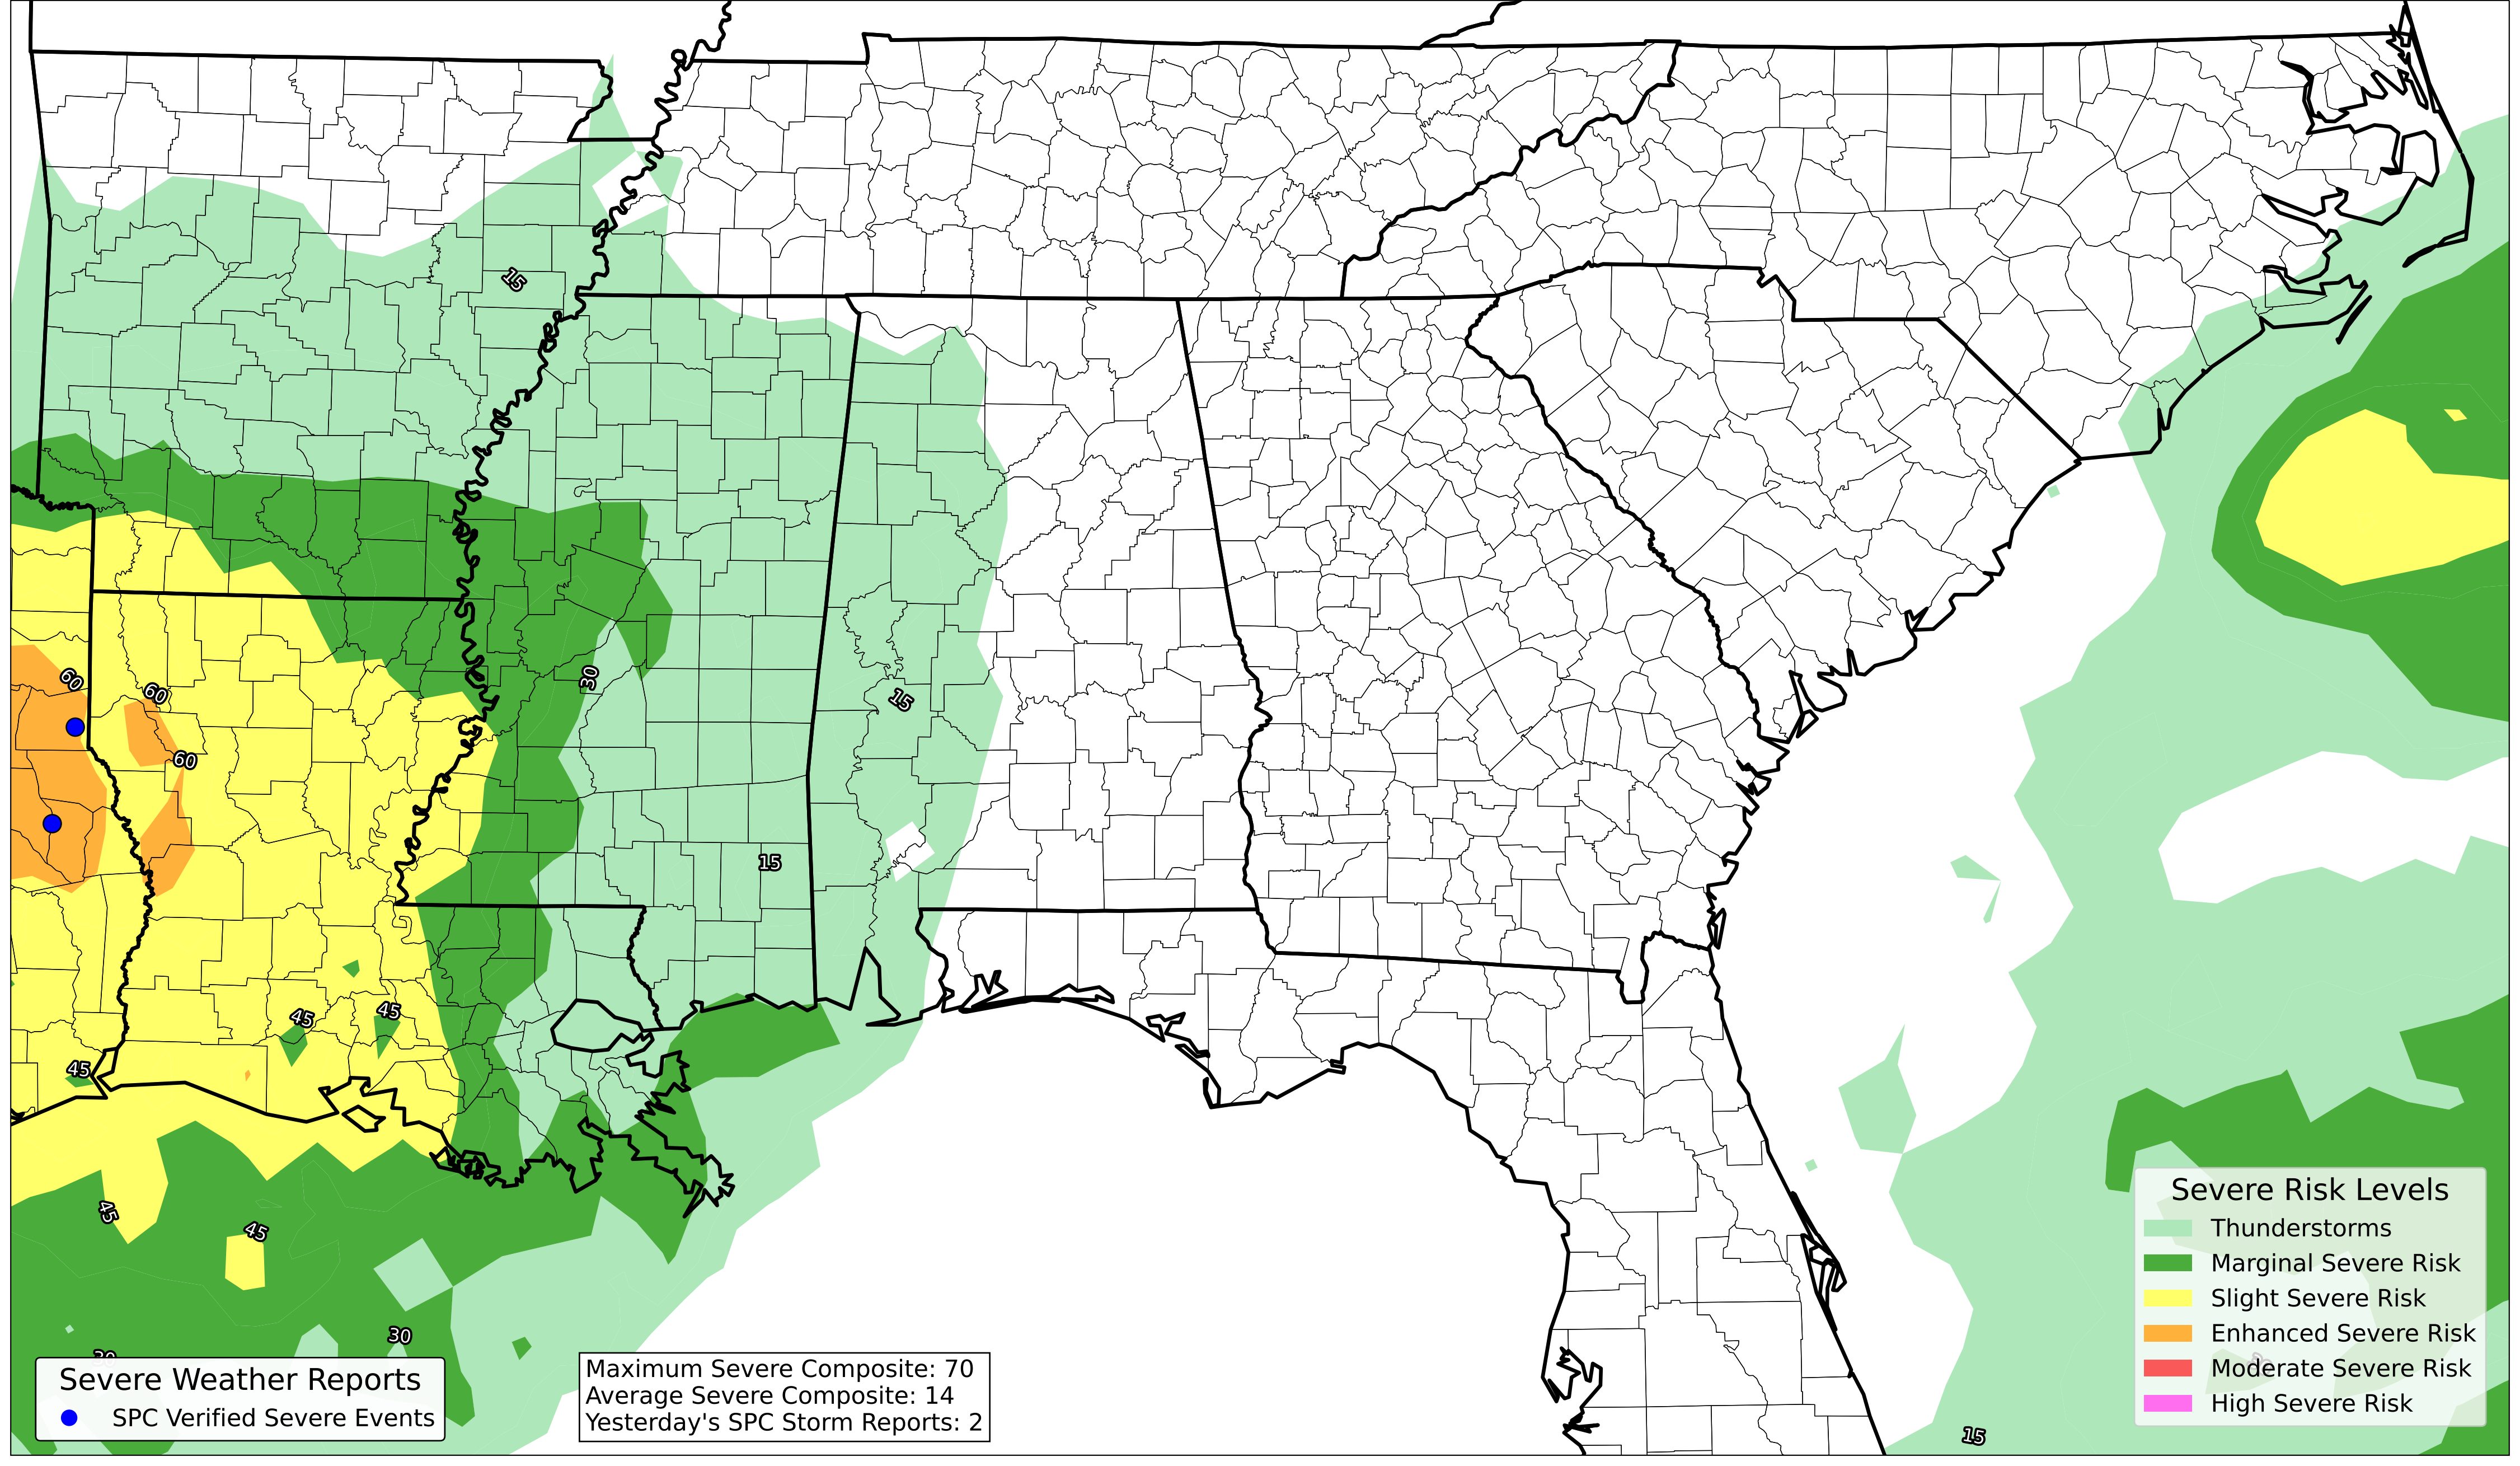 15
30
60
60
15
60
15
45
45
45
45
45
30
30
Severe Weather Reports
SPC Verified Severe Events
Maximum Severe Composite: 70
Average Severe Composite: 14
Yesterday's SPC Storm Reports: 2
Severe Risk Levels
Thunderstorms
Marginal Severe Risk
Slight Severe Risk
Enhanced Severe Risk
Moderate Severe Risk
High Severe Risk
15